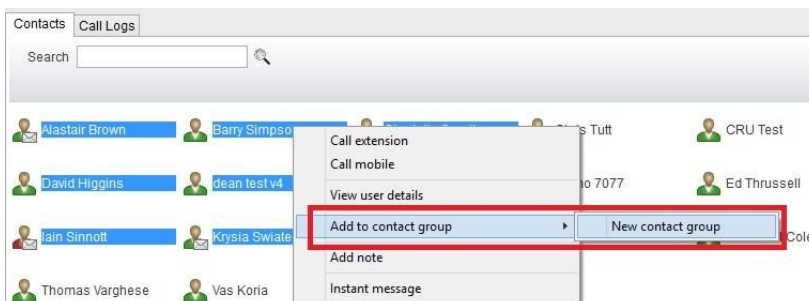 Contacts Call Logs
Search
Alastair Brown Barry Simpso Tutt CRU Test
Call extension
Call mobile
David Higgins dean test v4 7077 Ed Thrussell
View user details
Iain Sinnott Krysia Swiate Add to contact group New contact group Cole
Add note
Thomas Varghese Vas Koria Instant message